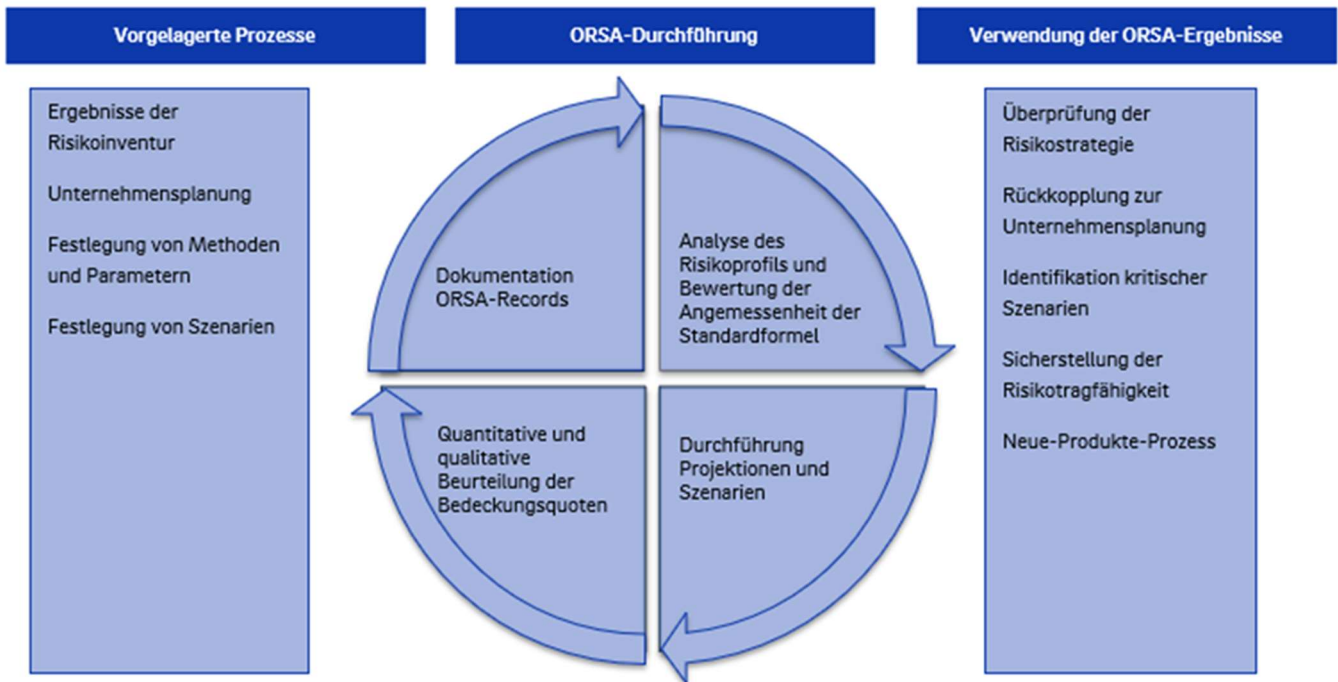 Vorgelagerte Prozesse
ORSA-Durchführung
Verwendung der ORSA-Ergebnisse
Ergebnisse der
Risikoinventur
Unternehmensplanung
Festlegung von Methoden
und Parametern
Festlegung von Szenarien
Dokumentation
ORSA-Records
Analyse des
Risikoprofils und
Bewertung der
Angemessenheit der
Standardformel
Quantitative und
qualitative
Beurteilung der
Bedeckungsquoten
Durchführung
Projektionen und
Szenarien
Überprüfung der
Risikostrategie
Rückkopplung zur
Unternehmensplanung
Identifikation kritischer
Szenarien
Sicherstellung der
Risikotragfähigkeit
Neue-Produkte-Prozess